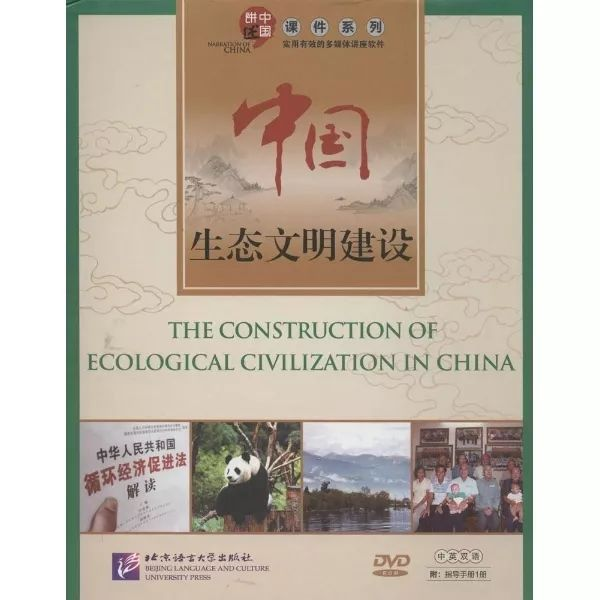 中国
解读
NARRATION OF
CHINA
课件系列
实用有效的多媒体讲座软件
中国
生态文明建设
THE CONSTRUCTION OF
ECOLOGICAL CIVILIZATION IN CHINA
中华人民共和国
循环经济促进法
解读
北京语言大学出版社
BEIJING LANGUAGE AND CULTURE
UNIVERSITY PRESS
DVD
中英双语
附：指导手册1册